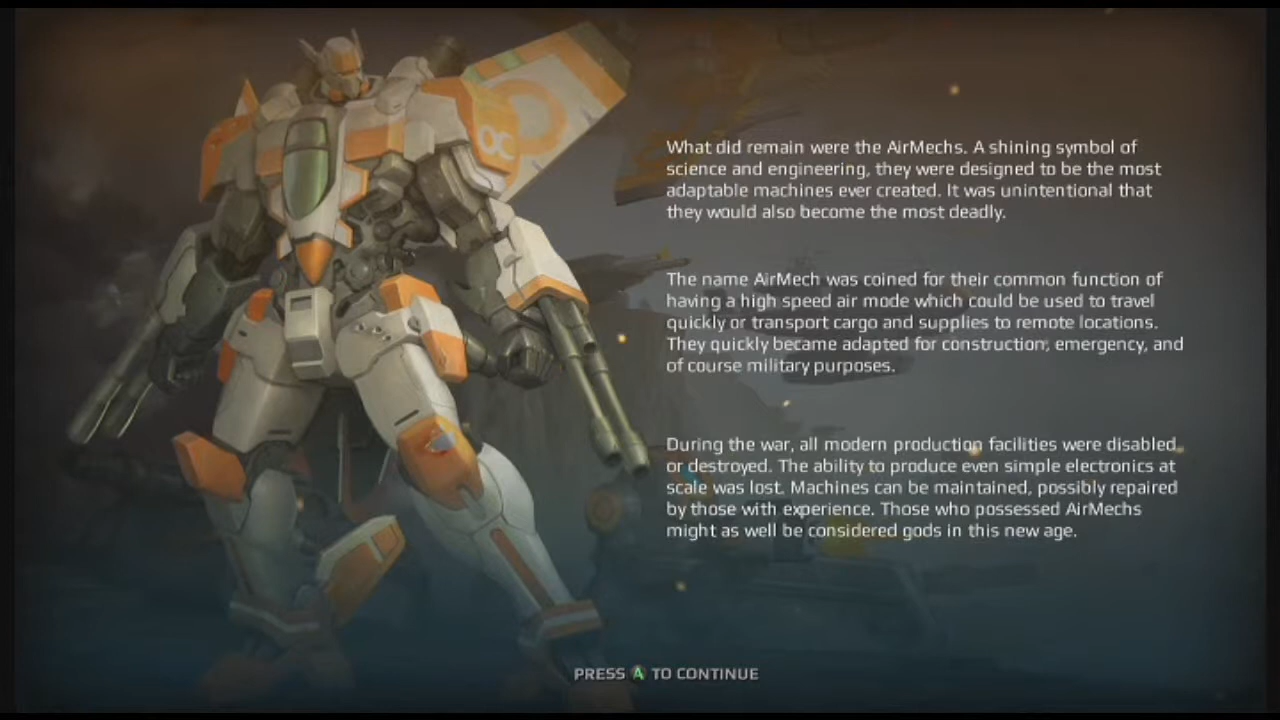 What did remain were the AirMechs. A shining symbol of
science and engineering, they were designed to be the most
adaptable machines ever created. It was unintentional that
they would also become the most deadly.
The name AirMech was coined for their common function of
having a high speed air mode which could be used to travel
quickly or transport cargo and supplies to remote locations.
They quickly became adapted for construction, emergency, and
of course military purposes.
During the war, all modern production facilities were disabled
or destroyed. The ability to produce even simple electronics at
scale was lost. Machines can be maintained, possibly repaired
by those with experience. Those who possessed AirMechs
might as well be considered gods in this new age.
PRESS A TO CONTINUE